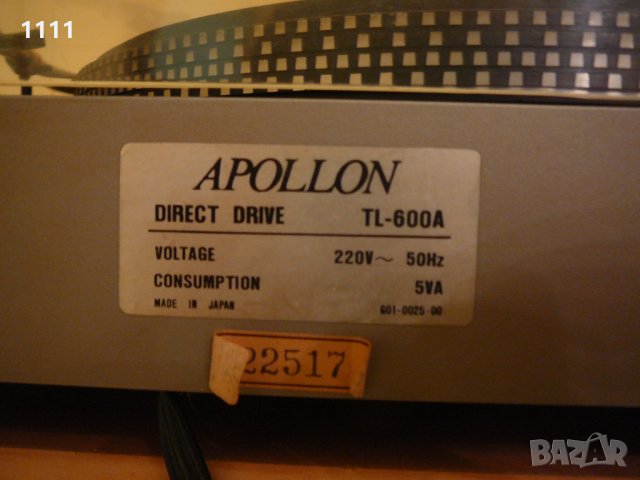 1111
APOLLON
DIRECT DRIVE TL-600A
VOLTAGE 220V~ 50Hz
CONSUMPTION 5VA
MADE IN JAPAN 601-0025-00
22517
BAZAR